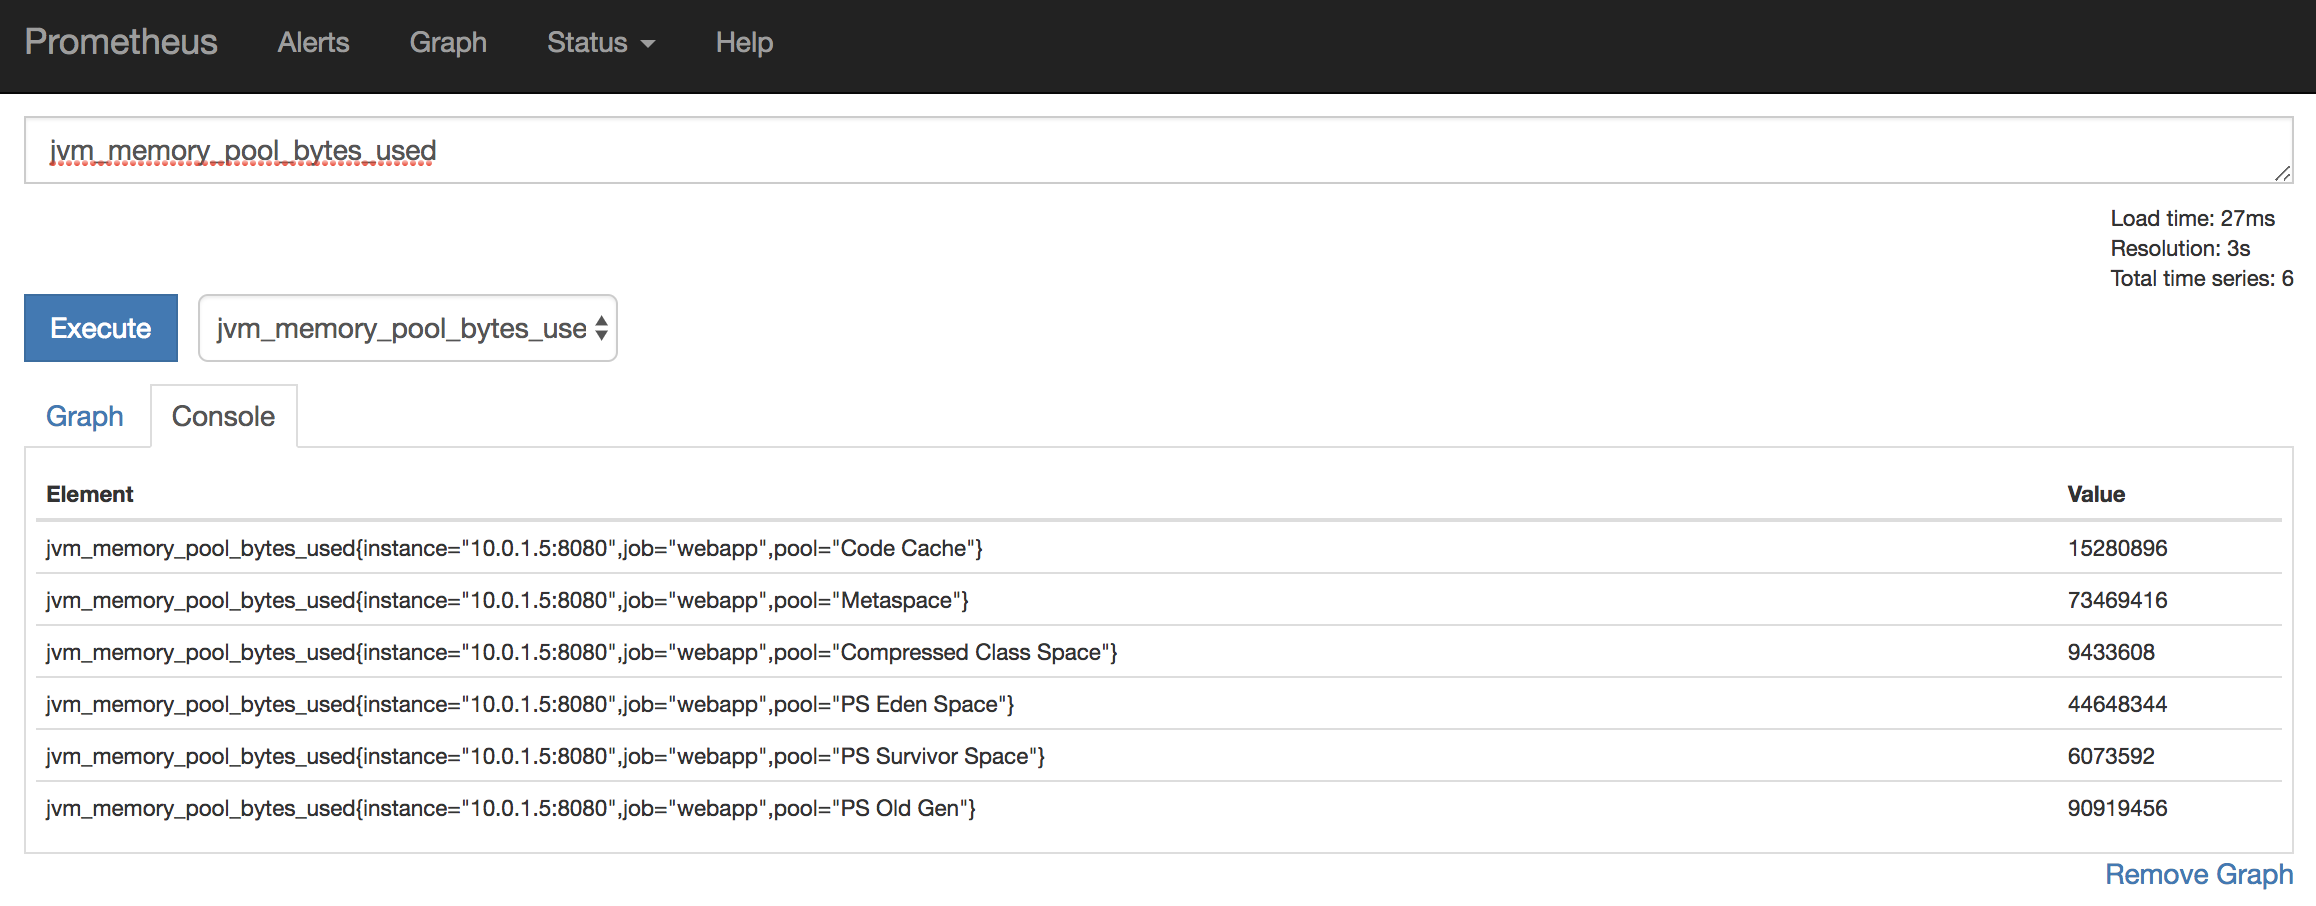 Prometheus Alerts Graph Status Help
jvm_memory_pool_bytes_used
Load time: 27ms
Resolution: 3s
Total time series: 6
Execute jvm_memory_pool_bytes_use
Graph Console
Element Value
jvm_memory_pool_bytes_used{instance="10.0.1.5:8080",job="webapp",pool="Code Cache"} 15280896
jvm_memory_pool_bytes_used{instance="10.0.1.5:8080",job="webapp",pool="Metaspace"} 73469416
jvm_memory_pool_bytes_used{instance="10.0.1.5:8080",job="webapp",pool="Compressed Class Space"} 9433608
jvm_memory_pool_bytes_used{instance="10.0.1.5:8080",job="webapp",pool="PS Eden Space"} 44648344
jvm_memory_pool_bytes_used{instance="10.0.1.5:8080",job="webapp",pool="PS Survivor Space"} 6073592
jvm_memory_pool_bytes_used{instance="10.0.1.5:8080",job="webapp",pool="PS Old Gen"} 90919456
Remove Graph